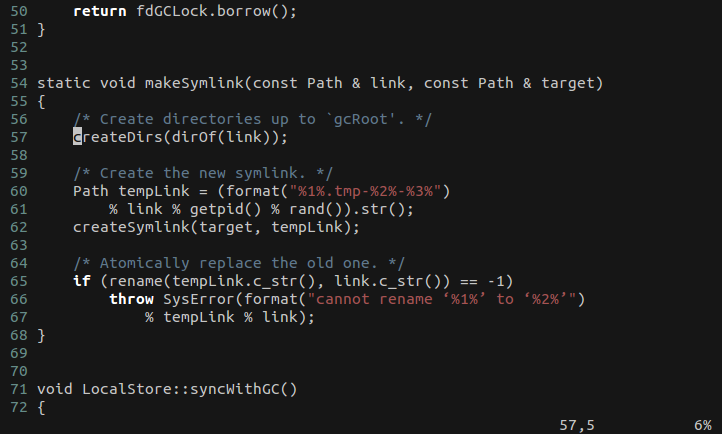 50     return fdGCLock.borrow();
51 }
52
53
54 static void makeSymlink(const Path & link, const Path & target)
55 {
56     /* Create directories up to `gcRoot'. */
57     createDirs(dirOf(link));
58
59     /* Create the new symlink. */
60     Path tempLink = (format("%1%.tmp-%2%-%3%")
61         % link % getpid() % rand()).str();
62     createSymlink(target, tempLink);
63
64     /* Atomically replace the old one. */
65     if (rename(tempLink.c_str(), link.c_str()) == -1)
66         throw SysError(format("cannot rename ‘%1%’ to ‘%2%’")
67             % tempLink % link);
68 }
69
70
71 void LocalStore::syncWithGC()
72 {
57,5 6%